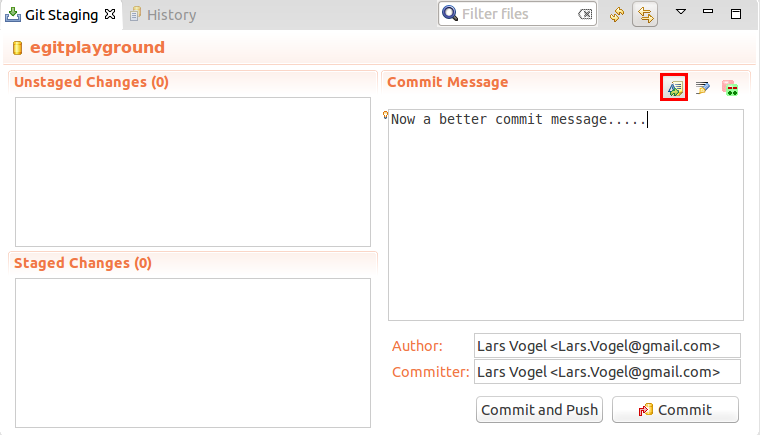 Git Staging
History
Filter files
egitplayground
Unstaged Changes (0)
Commit Message
Now a better commit message.....
Staged Changes (0)
Author: Lars Vogel <Lars.Vogel@gmail.com>
Committer: Lars Vogel <Lars.Vogel@gmail.com>
Commit and Push
Commit